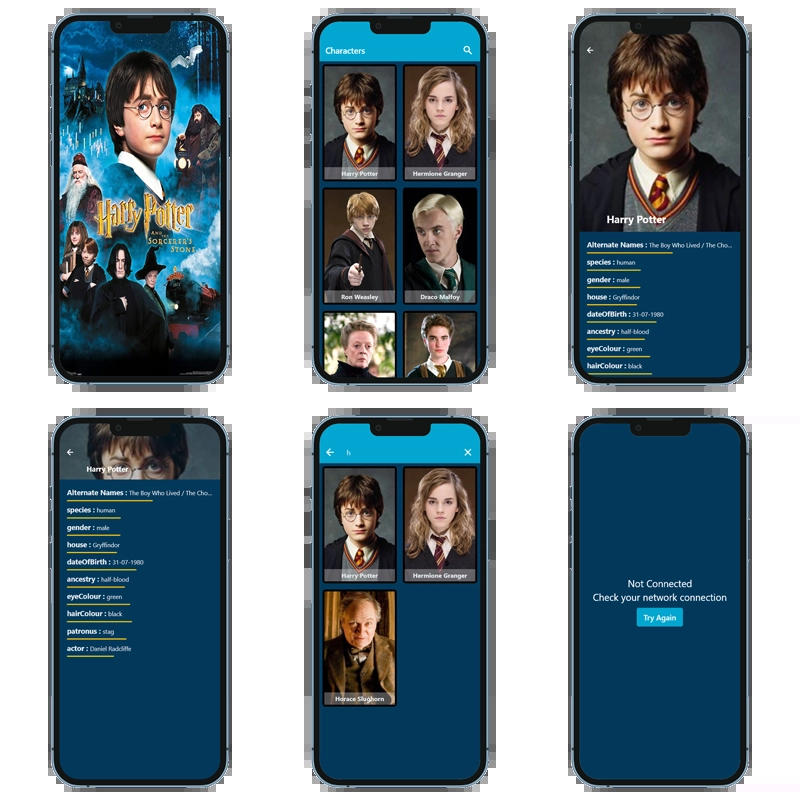 Harry Potter
AND THE
SORCERER'S
STONE
Characters
Harry Potter
Hermione Granger
Ron Weasley
Draco Malfoy
Harry Potter
Alternate Names : The Boy Who Lived / The Cho...
species : human
gender : male
house : Gryffindor
dateOfBirth : 31-07-1980
ancestry : half-blood
eyeColour : green
hairColour : black
Harry Potter
Alternate Names : The Boy Who Lived / The Cho...
species : human
gender : male
house : Gryffindor
dateOfBirth : 31-07-1980
ancestry : half-blood
eyeColour : green
hairColour : black
patronus : stag
actor : Daniel Radcliffe
h
Harry Potter
Hermione Granger
Horace Slughorn
Not Connected
Check your network connection
Try Again